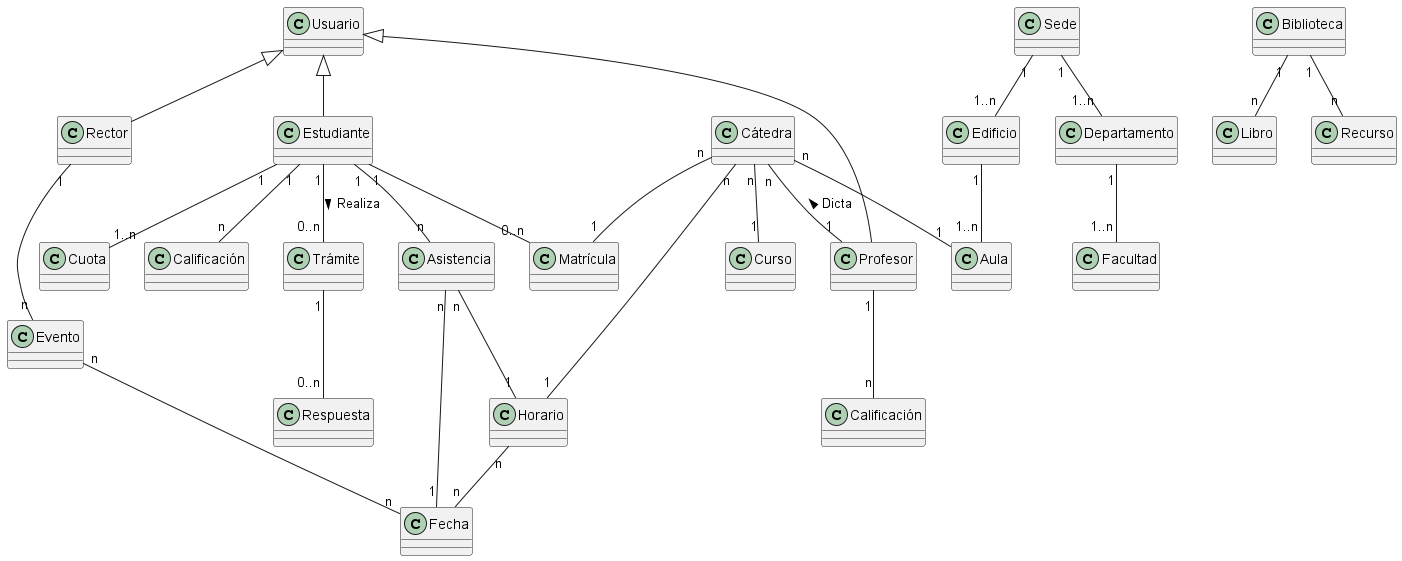 C Usuario
C Sede
C Biblioteca
1 1
1 1
C Rector
C Estudiante
C Cátedra
1..n 1..n
n n
C Edificio
C Departamento
C Libro
C Recurso
n n
1
1 1 1 1 1
n n n
1 1
Realiza
Dicta
1..n n 0..n n 0..n
1 1 1 1
1..n 1..n
C Cuota
C Calificación
C Trámite
C Asistencia
C Matrícula
C Curso
C Profesor
C Aula
C Facultad
n
1
n n
1
C Evento
n
0..n
1 1
n
C Respuesta
C Horario
C Calificación
n
n
1 n
C Fecha